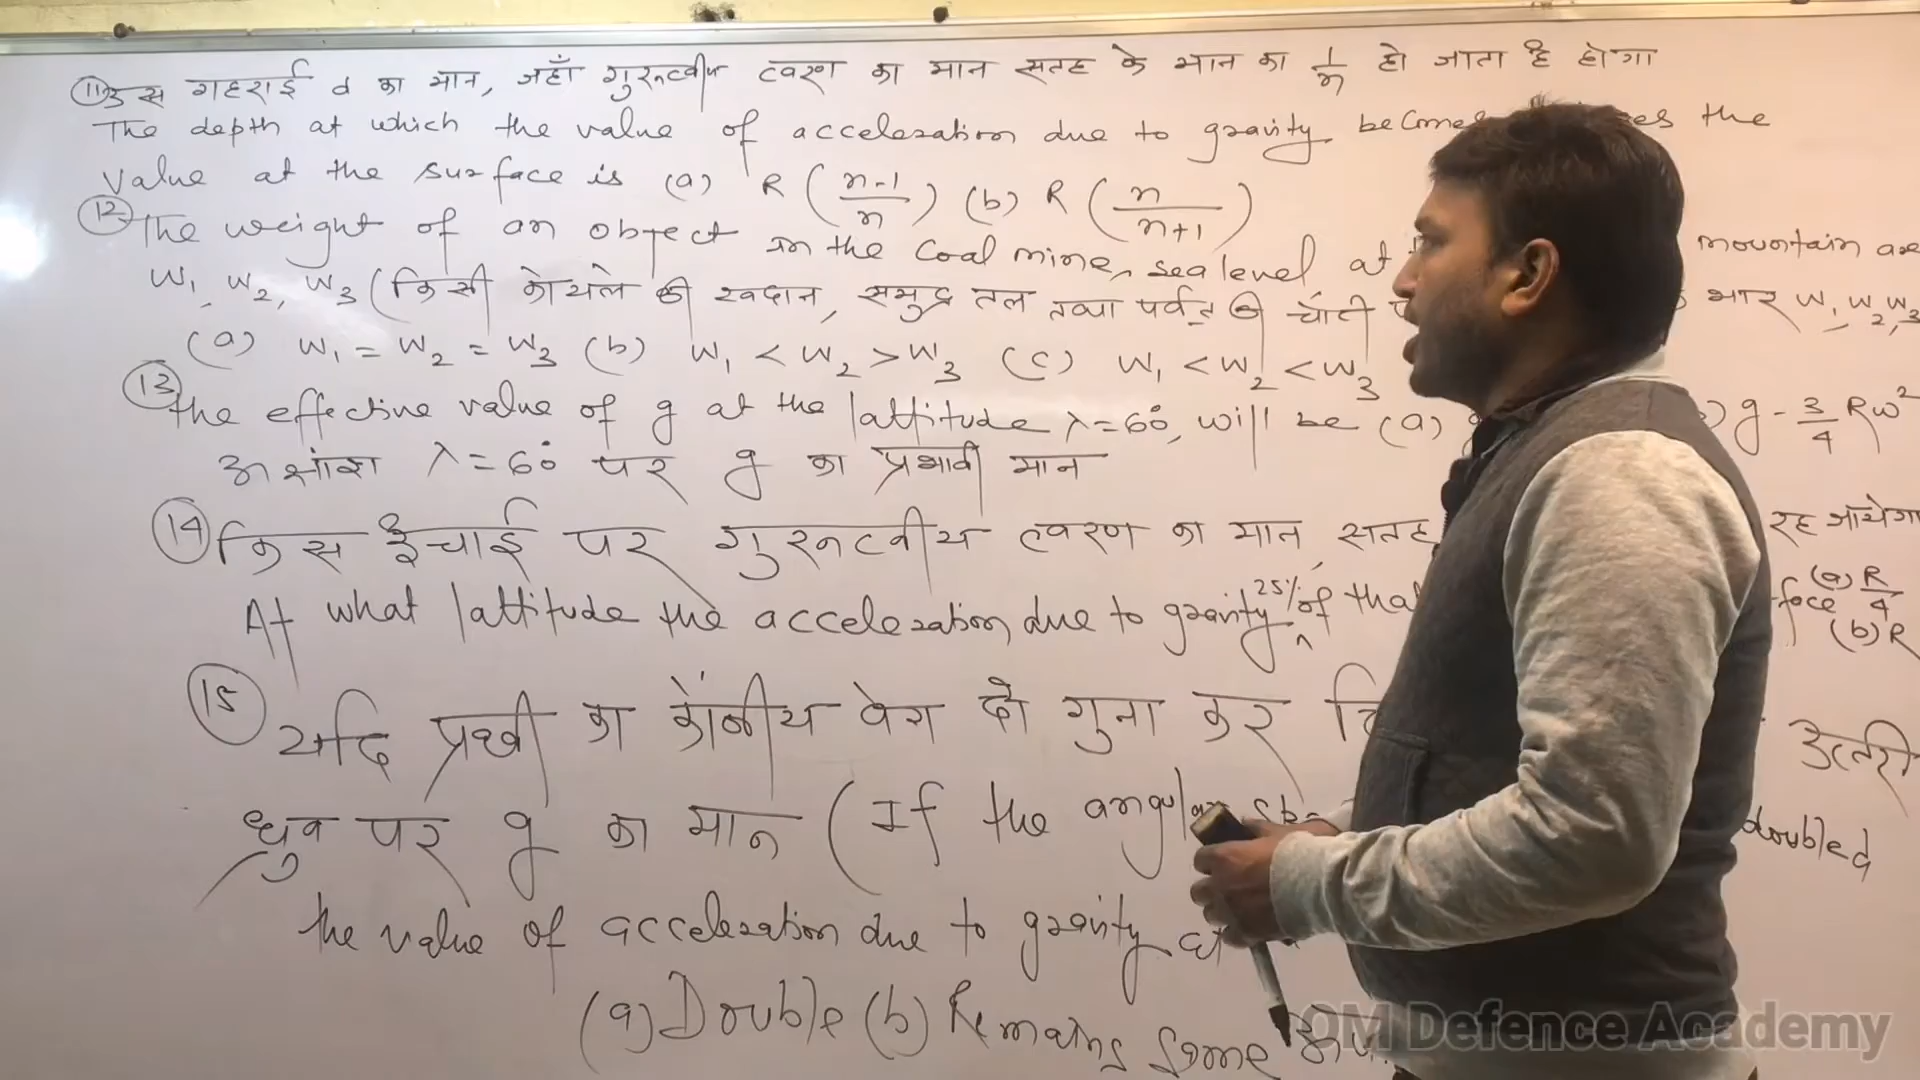 ⑪ उस गहराई d का मान, जहाँ गुरुत्वीय त्वरण का मान सतह के मान का 1/n हो जाता है होगा
The depth at which the value of acceleration due to gravity becomes the
value at the surface is (a) R (n-1/n) (b) R (n/n+1)
⑫ The weight of an object in the coal mine, sea level, at mountain are
W₁, W₂, W₃ (किसी कोयले की खदान, समुद्र तल तथा पर्वत की चोटी भार W₁, W₂, W₃
(a) W₁ = W₂ = W₃ (b) W₁ < W₂ > W₃ (c) W₁ < W₂ < W₃
⑬ The effective value of g at the lattitude λ=60°, will be (a) g - 3/4 Rω²
अक्षांश λ=60° पर g का प्रभावी मान
⑭ किस ऊँचाई पर गुरुत्वीय त्वरण का मान, सतह रह जायेगा
At what lattitude the acceleration due to gravity 25% of that face (a) R/4
(b) R
⑮ यदि पृथ्वी का कोणीय वेग दो गुना कर उत्तरी
ध्रुव पर g का मान (If the angular doubled
the value of acceleration due to gravity at
(a) Double (b) Remains same
OM Defence Academy